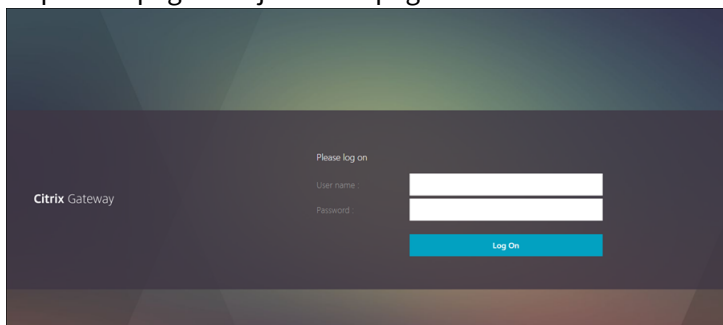 Please log on
User name :
Citrix Gateway
Password :
Log On